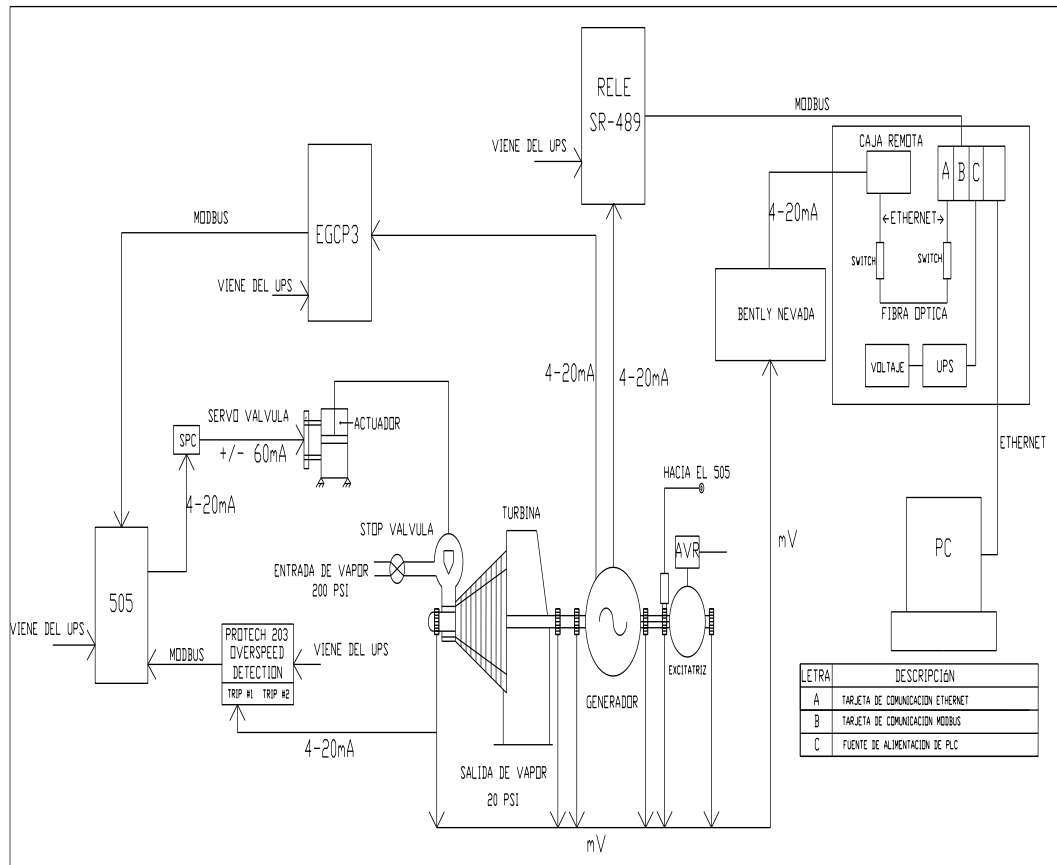 RELE
SR-489
MODBUS
VIENE DEL UPS
CAJA REMOTA
A B C
4-20mA
←ETHERNET→
SWITCH
SWITCH
FIBRA OPTICA
VOLTAJE
UPS
ETHERNET
MODBUS
EGCP3
VIENE DEL UPS
BENTLY NEVADA
4-20mA
4-20mA
SERVO VALVULA
SPC
+/- 60mA
ACTUADOR
4-20mA
HACIA EL 505
mV
STOP VALVULA
TURBINA
AVR
PC
ENTRADA DE VAPOR
200 PSI
505
VIENE DEL UPS
MODBUS
PROTECH 203
OVERSPEED
DETECTION
TRIP #1 TRIP #2
VIENE DEL UPS
EXCITATRIZ
GENERADOR
4-20mA
SALIDA DE VAPOR
20 PSI
mV
LETRA DESCRIPCIóN
A TARJETA DE COMUNICACION ETHERNET
B TARJETA DE COMUNICACION MODBUS
C FUENTE DE ALIMENTACION DE PLC